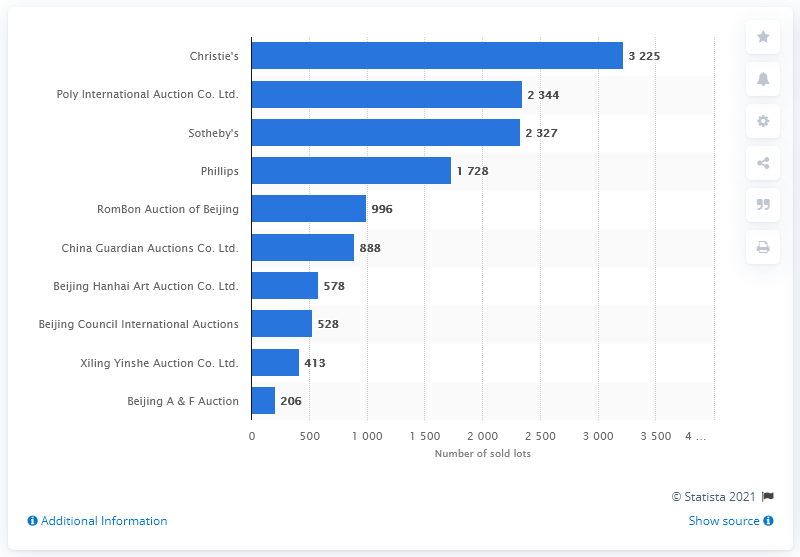 Christie's 3 225
Poly International Auction Co. Ltd. 2 344
Sotheby's 2 327
Phillips 1 728
RomBon Auction of Beijing 996
China Guardian Auctions Co. Ltd. 888
Beijing Hanhai Art Auction Co. Ltd. 578
Beijing Council International Auctions 528
Xiling Yinshe Auction Co. Ltd. 413
Beijing A & F Auction 206
0 500 1 000 1 500 2 000 2 500 3 000 3 500 4 ...
Number of sold lots
© Statista 2021
Additional Information Show source